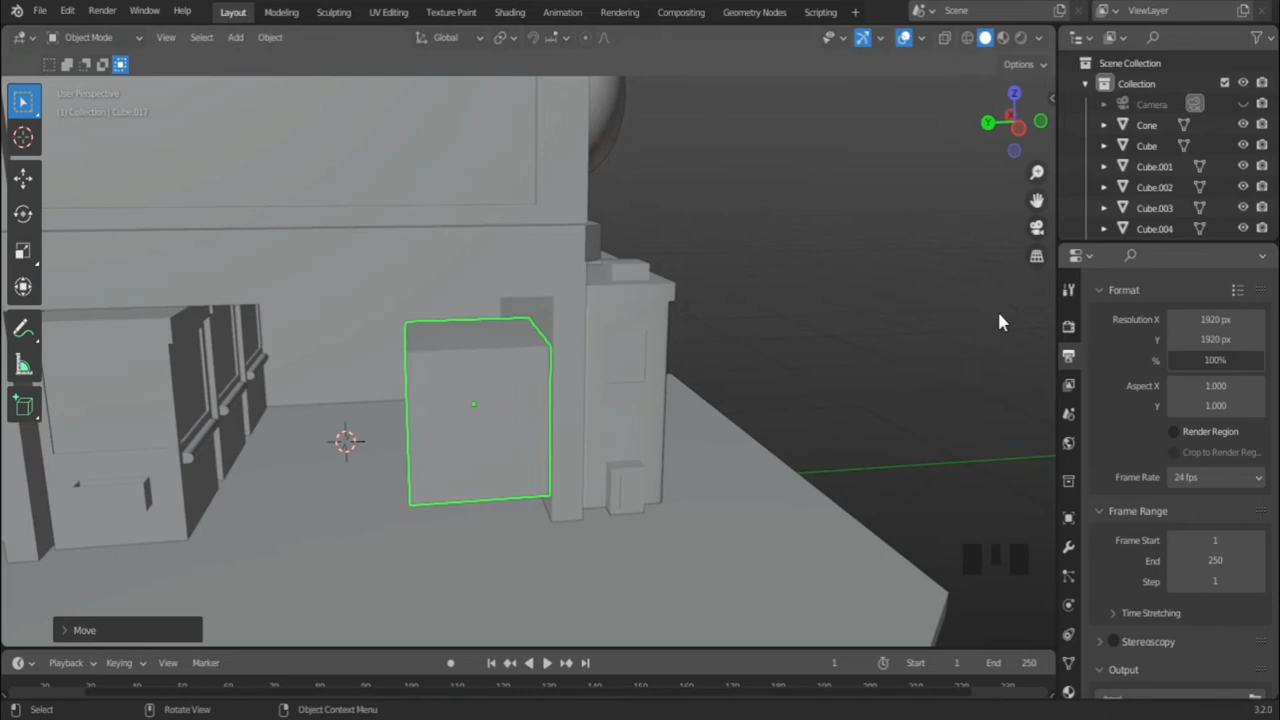 File Edit Render Window Help Layout Modeling Sculpting UV Editing Texture Paint Shading Animation Rendering Compositing Geometry Nodes Scripting + Scene ViewLayer
Object Mode View Select Add Object Global
Options
User Perspective
(1) Collection | Cube.017
Z
Y
Scene Collection
Collection
Camera
Cone
Cube
Cube.001
Cube.002
Cube.003
Cube.004
Format
Resolution X 1920 px
Y 1920 px
% 100%
Aspect X 1.000
Y 1.000
Render Region
Crop to Render Reg...
Frame Rate 24 fps
Frame Range
Frame Start 1
End 250
Step 1
Time Stretching
Stereoscopy
Output
Move
Playback Keying View Marker 1 Start 1 End 250
Select Rotate View Object Context Menu 3.2.0